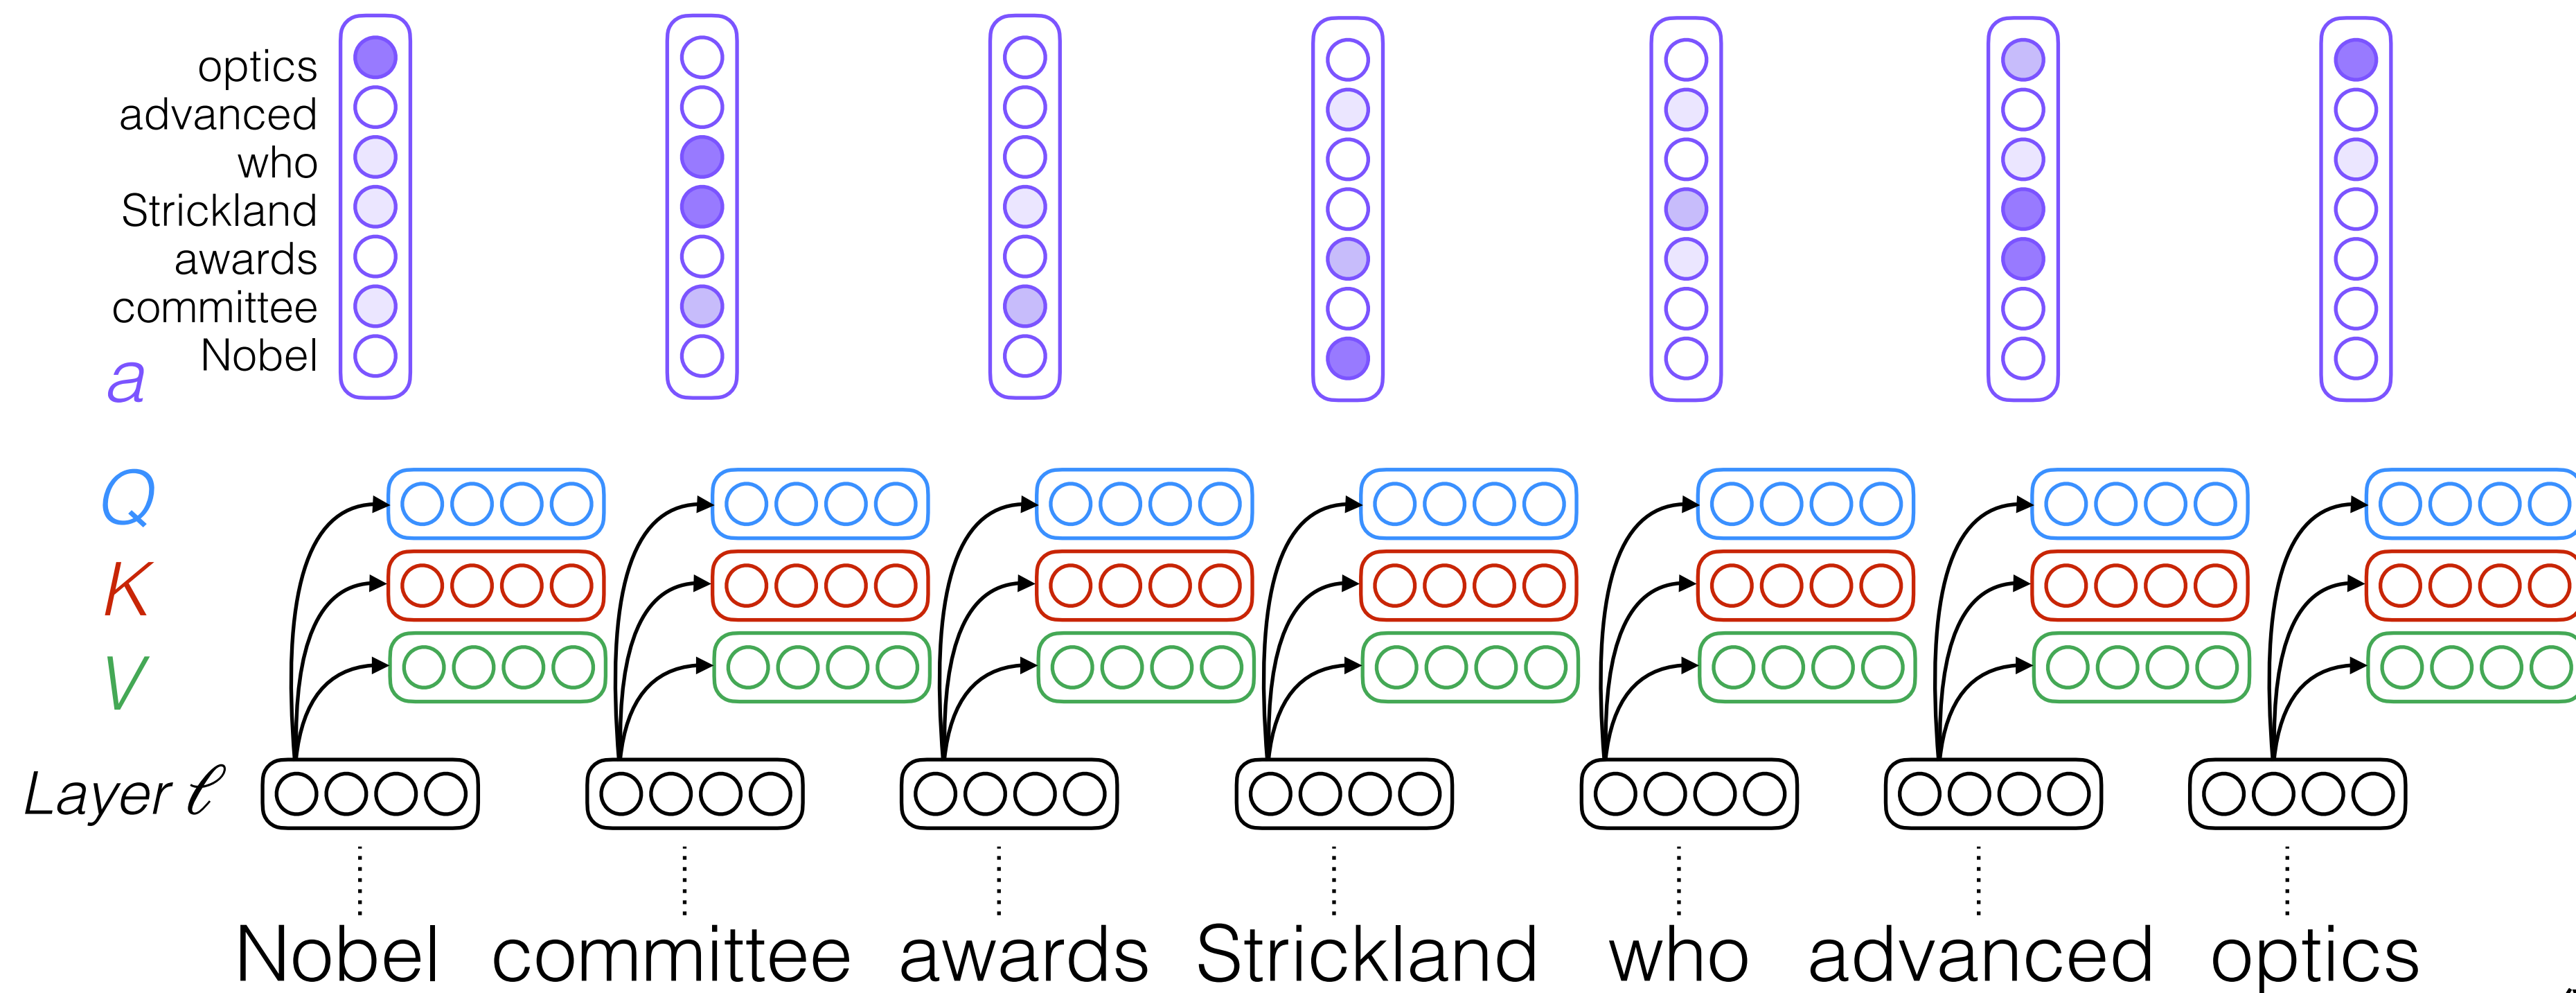 optics
advanced
who
Strickland
awards
committee
Nobel
a
Q
K
V
Layer ℓ
Nobel committee awards Strickland who advanced optics